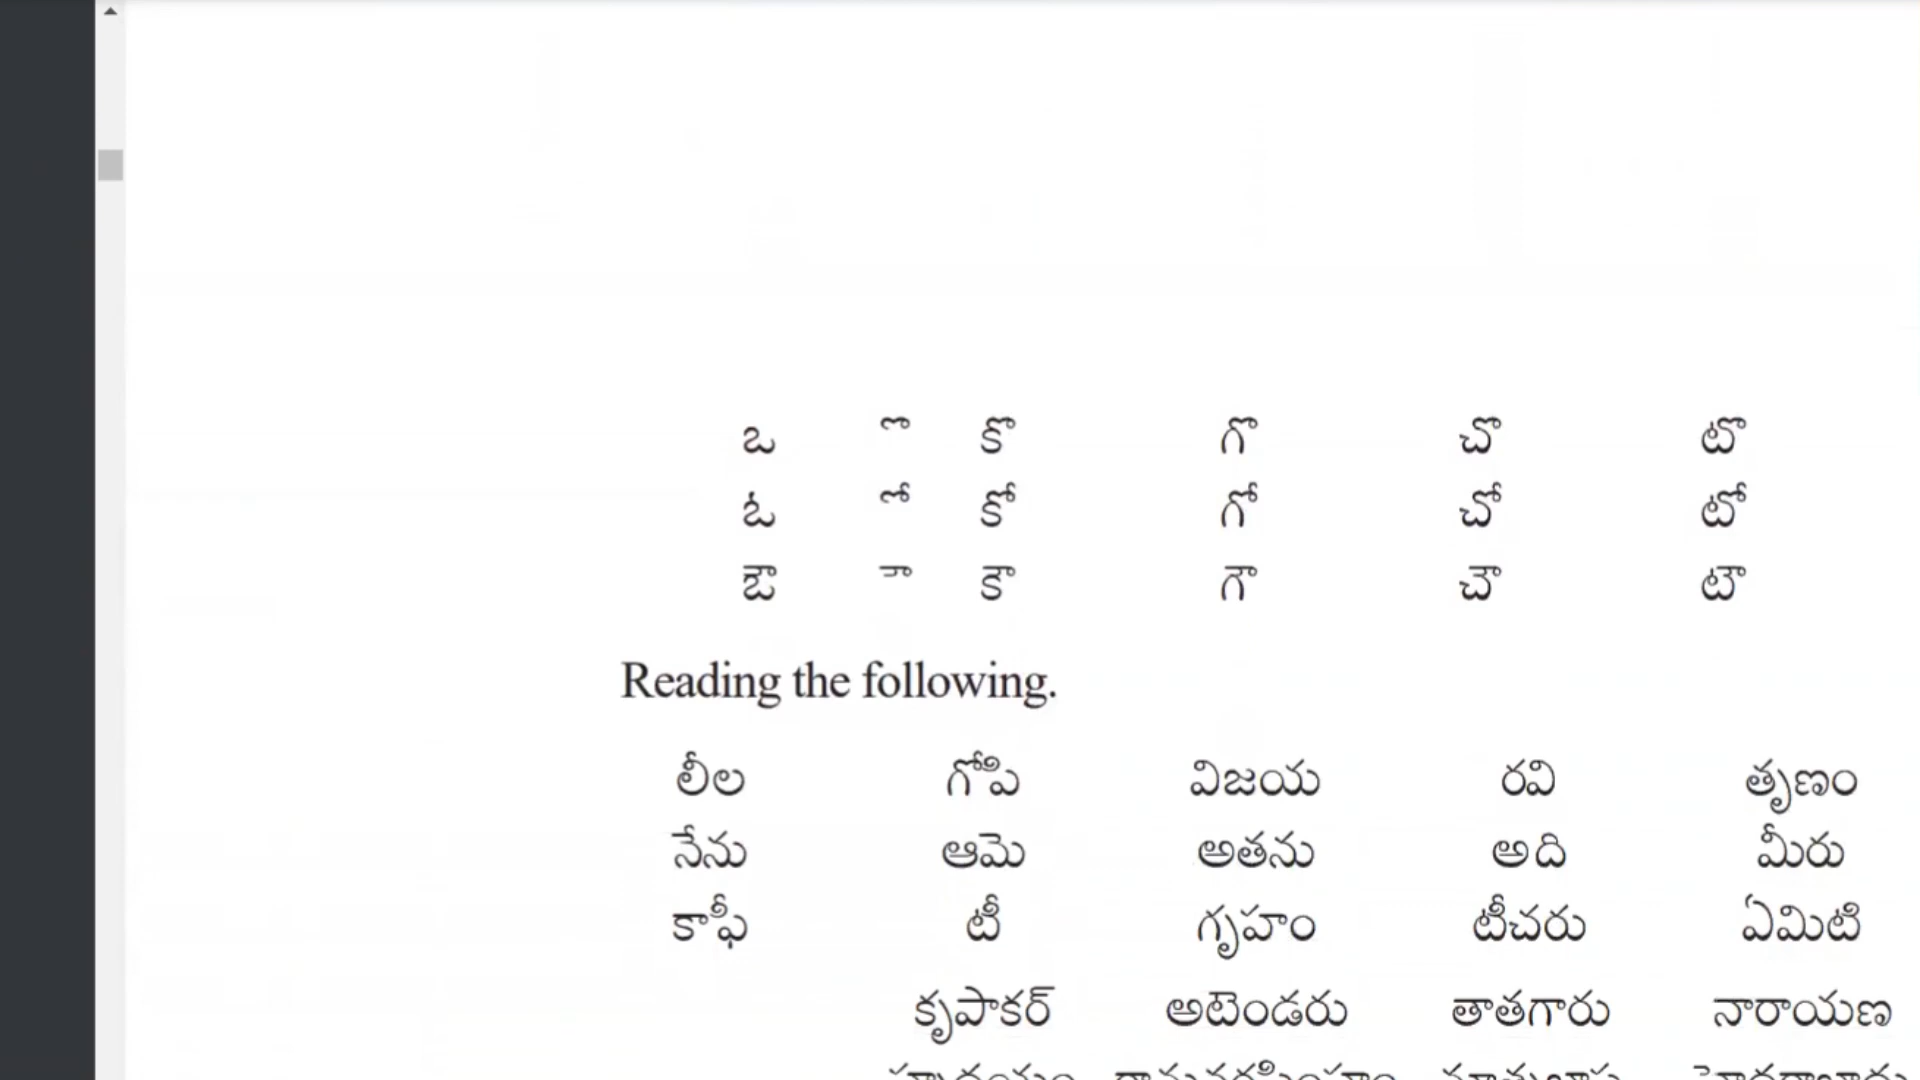 ఒ ొ కొ గొ చొ టొ
ఓ ో కో గో చో టో
ఔ ౌ కౌ గౌ చౌ టౌ
Reading the following.
లీల గోపి విజయ రవి తృణం
నేను ఆమె అతను అది మీరు
కాఫీ టీ గృహం టీచరు ఏమిటి
కృపాకర్ అటెండరు తాతగారు నారాయణ